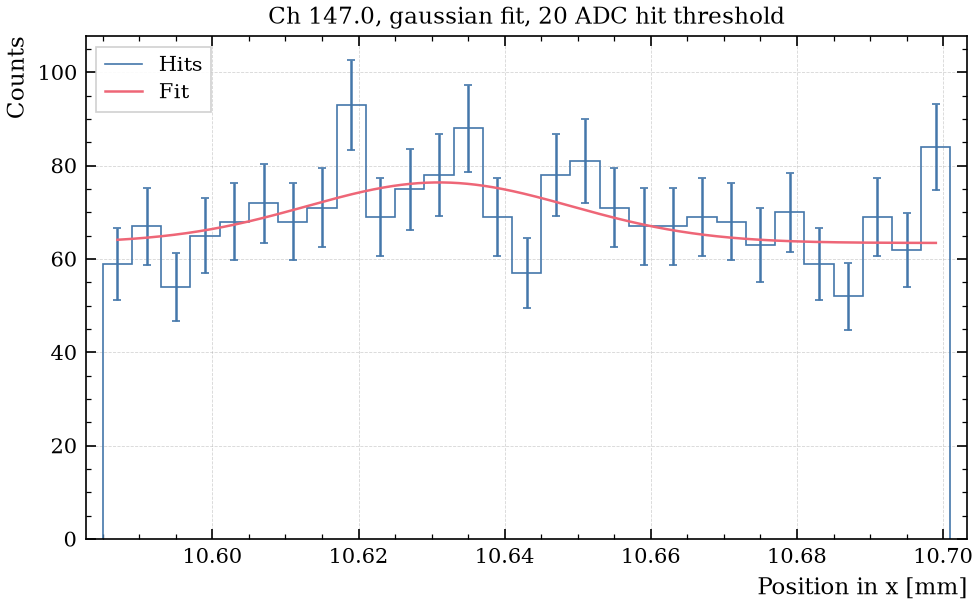 Ch 147.0, gaussian fit, 20 ADC hit threshold
Counts
Hits
Fit
100
80
60
40
20
0
10.60 10.62 10.64 10.66 10.68 10.70
Position in x [mm]